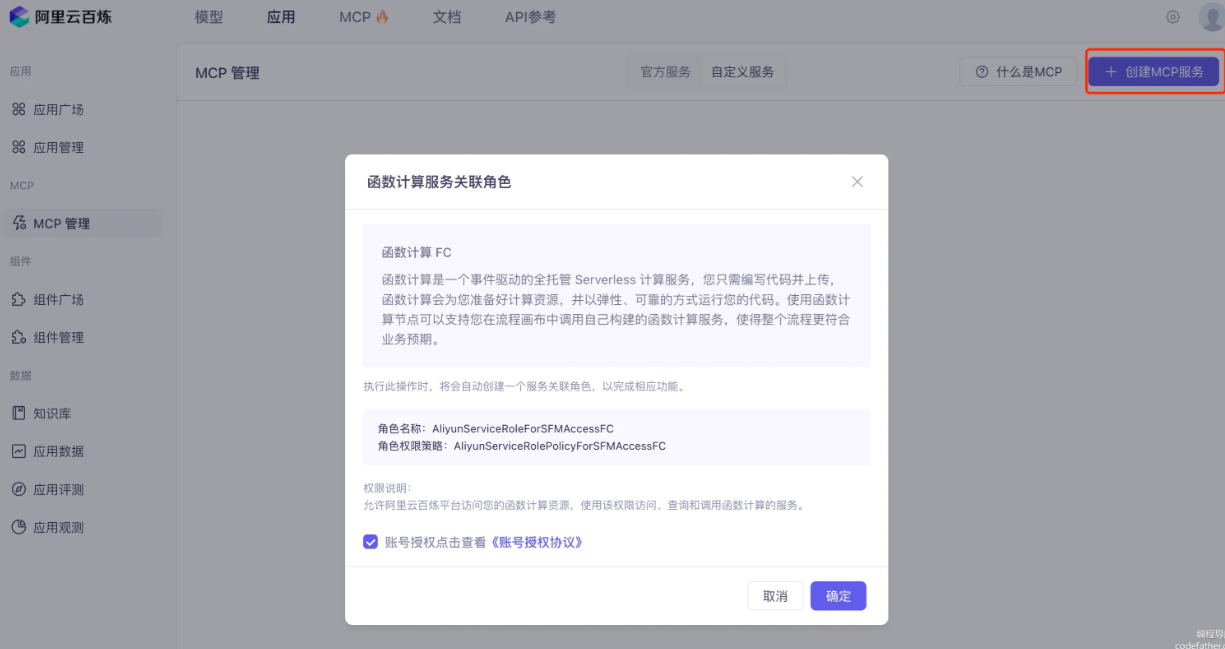 阿里云百炼
模型
应用
MCP
文档
API参考
应用
应用广场
应用管理
MCP
MCP 管理
组件
组件广场
组件管理
数据
知识库
应用数据
应用评测
应用观测
MCP 管理
官方服务
自定义服务
什么是MCP
创建MCP服务
函数计算服务关联角色
函数计算 FC
函数计算是一个事件驱动的全托管 Serverless 计算服务，您只需编写代码并上传，
函数计算会为您准备好计算资源，并以弹性、可靠的方式运行您的代码。使用函数计
算节点可以支持您在流程画布中调用自己构建的函数计算服务，使得整个流程更符合
业务预期。
执行此操作时，将会自动创建一个服务关联角色，以完成相应功能。
角色名称：AliyunServiceRoleForSFMAccessFC
角色权限策略：AliyunServiceRolePolicyForSFMAccessFC
权限说明：
允许阿里云百炼平台访问您的函数计算资源，使用该权限访问、查询和调用函数计算的服务。
账号授权点击查看《账号授权协议》
取消
确定
编程导
codefather.